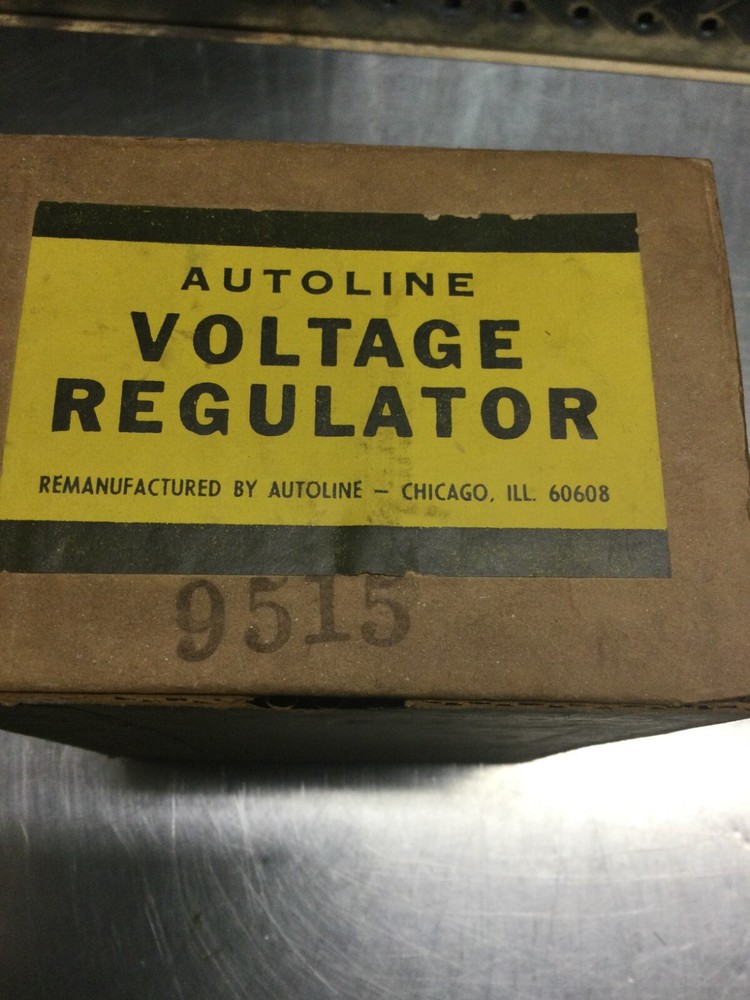 AUTOLINE
VOLTAGE
REGULATOR
REMANUFACTURED BY AUTOLINE – CHICAGO, ILL. 60608
9515